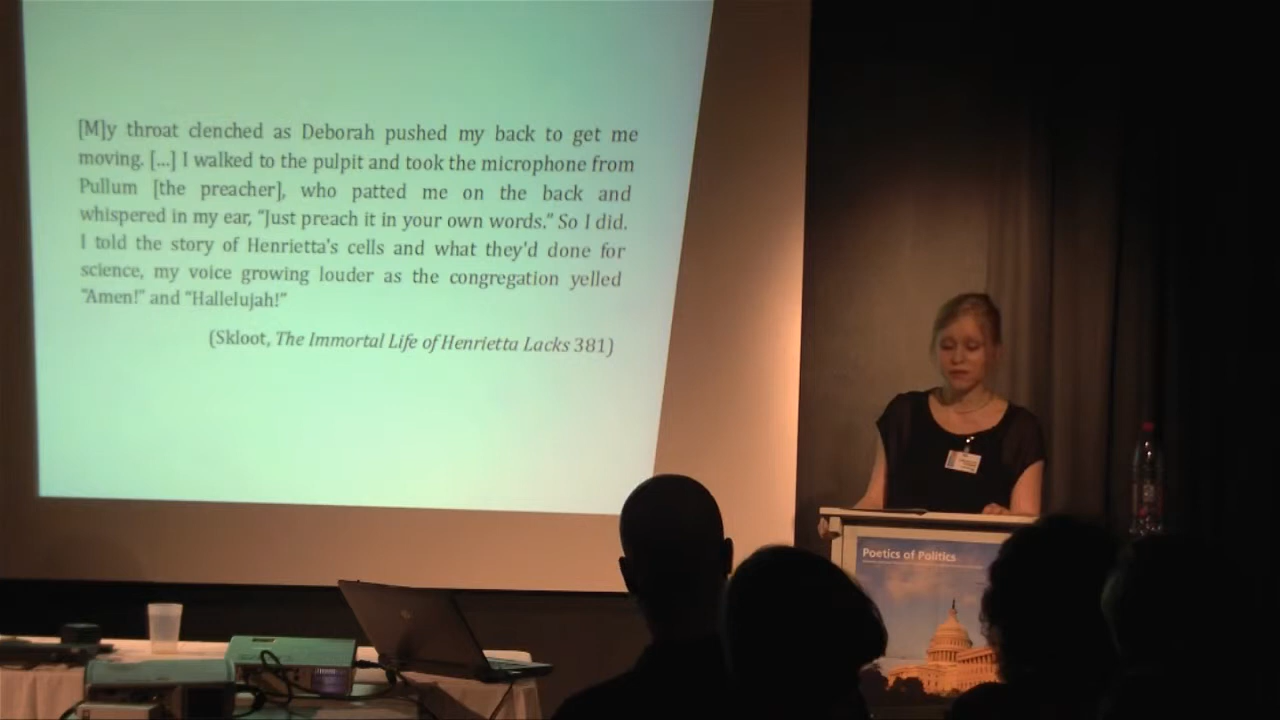 [M]y throat clenched as Deborah pushed my back to get me
moving. [...] I walked to the pulpit and took the microphone from
Pullum [the preacher], who patted me on the back and
whispered in my ear, “Just preach it in your own words.” So I did.
I told the story of Henrietta's cells and what they'd done for
science, my voice growing louder as the congregation yelled
“Amen!” and “Hallelujah!”
(Skloot, The Immortal Life of Henrietta Lacks 381)
Poetics of Politics